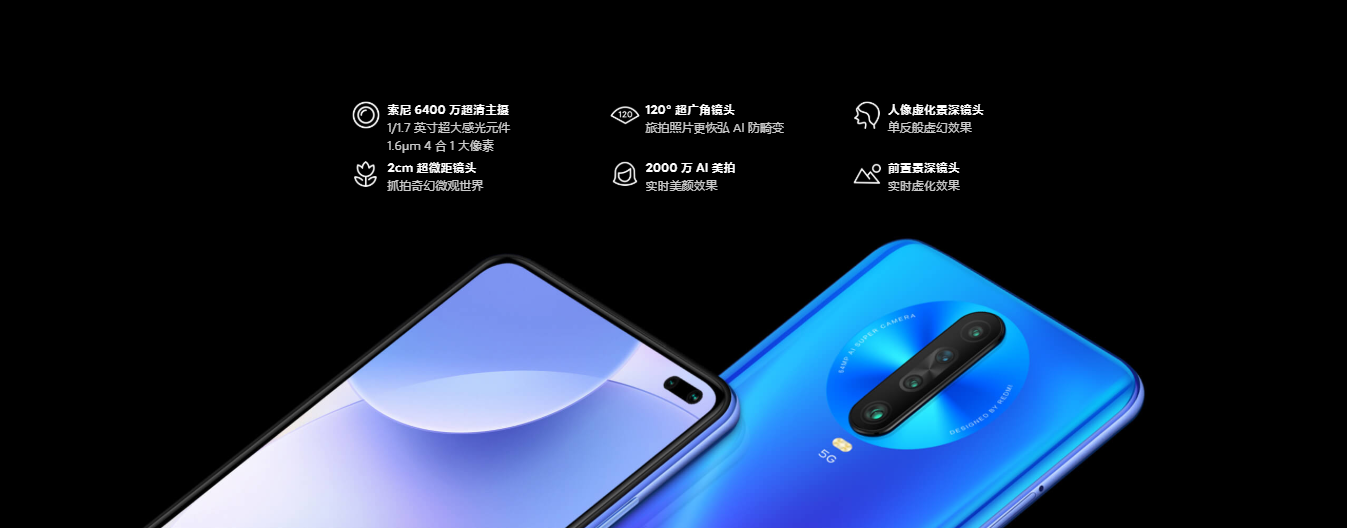 索尼 6400 万超清主摄
1/1.7 英寸超大感光元件
1.6μm 4 合 1 大像素
120° 超广角镜头
120
旅拍照片更恢弘 AI 防畸变
人像虚化景深镜头
单反般虚幻效果
2cm 超微距镜头
抓拍奇幻微观世界
2000 万 AI 美拍
实时美颜效果
前置景深镜头
实时虚化效果
64MP AI SUPER CAMERA
DESIGNED BY REDMI
5G